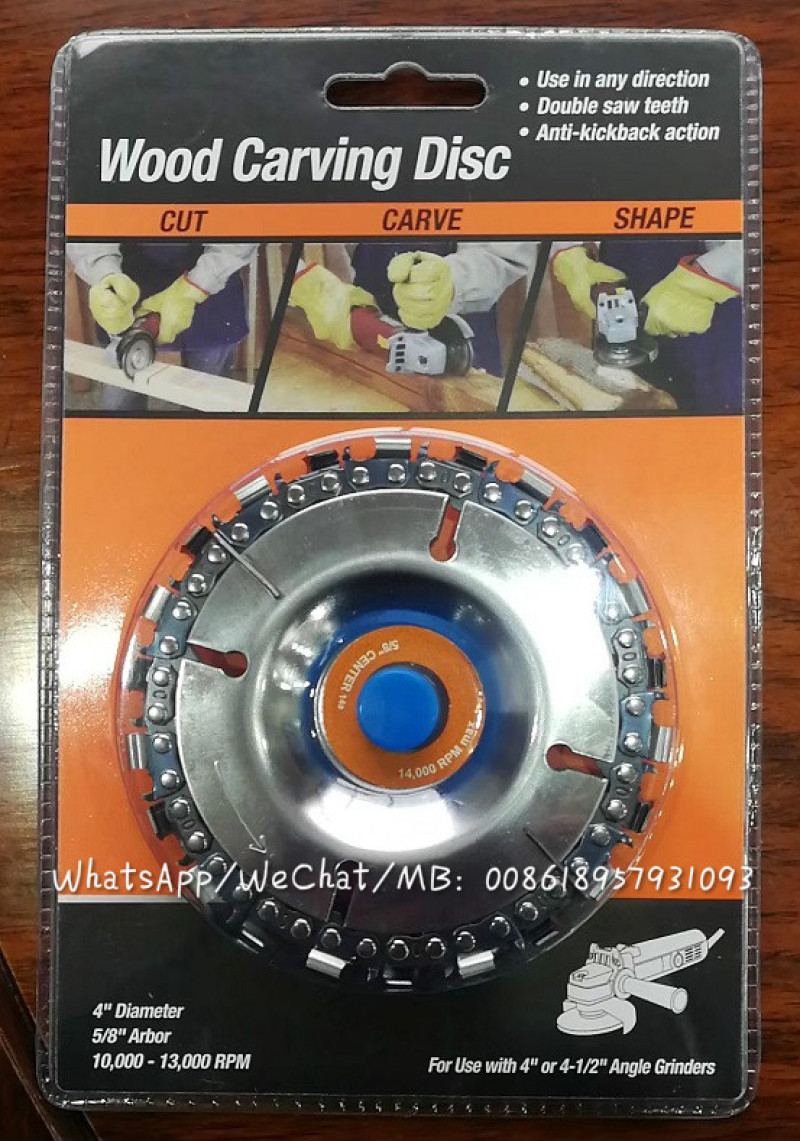 • Use in any direction
• Double saw teeth
• Anti-kickback action
Wood Carving Disc
CUT
CARVE
SHAPE
5/8" CENTER 149
14,000 RPM max.
WhatsApp/WeChat/MB: 008618957931093
4" Diameter
5/8" Arbor
10,000 - 13,000 RPM
For Use with 4" or 4-1/2" Angle Grinders